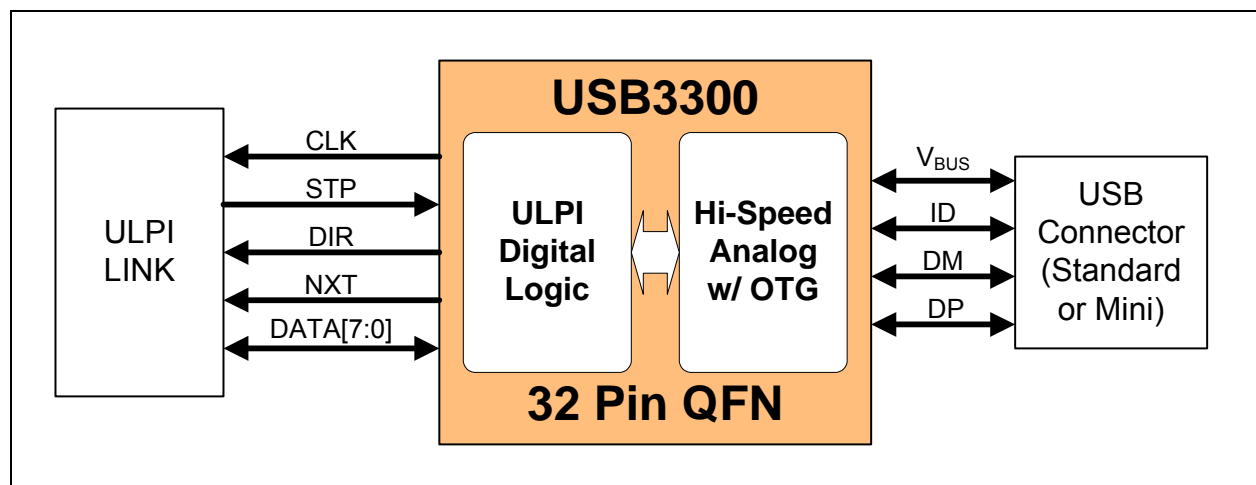 USB3300
ULPI
LINK
CLK
STP
DIR
NXT
DATA[7:0]
ULPI
Digital
Logic
Hi-Speed
Analog
w/ OTG
VBUS
ID
DM
DP
USB
Connector
(Standard
or Mini)
32 Pin QFN